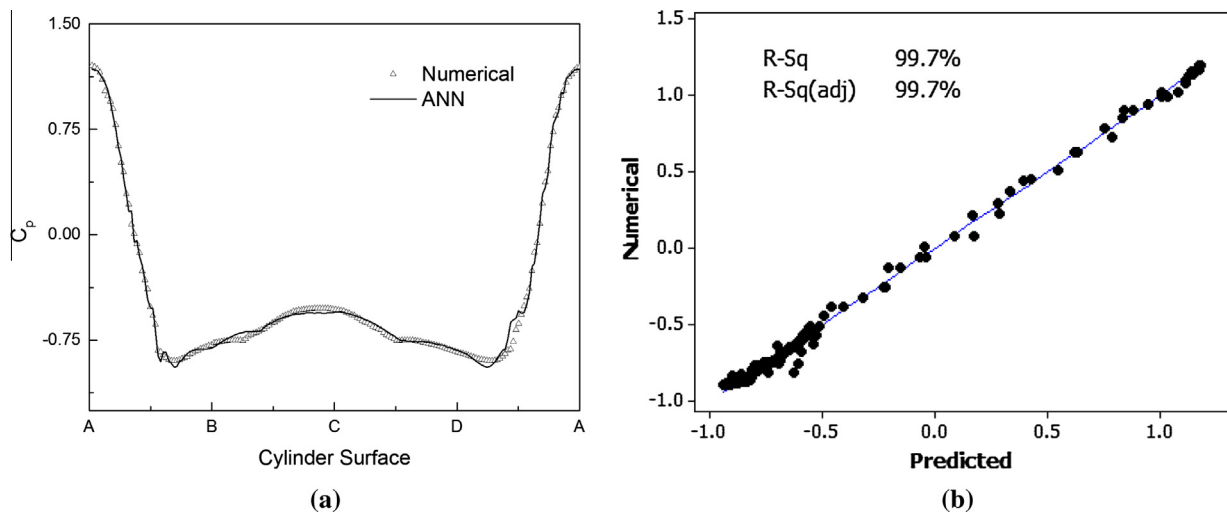 1.50
0.75
0.00
-0.75
Cp
Numerical
ANN
A
B
C
D
A
Cylinder Surface
(a)
1.5
1.0
0.5
0.0
-0.5
-1.0
Numerical
R-Sq 99.7%
R-Sq(adj) 99.7%
-1.0
-0.5
0.0
0.5
1.0
Predicted
(b)